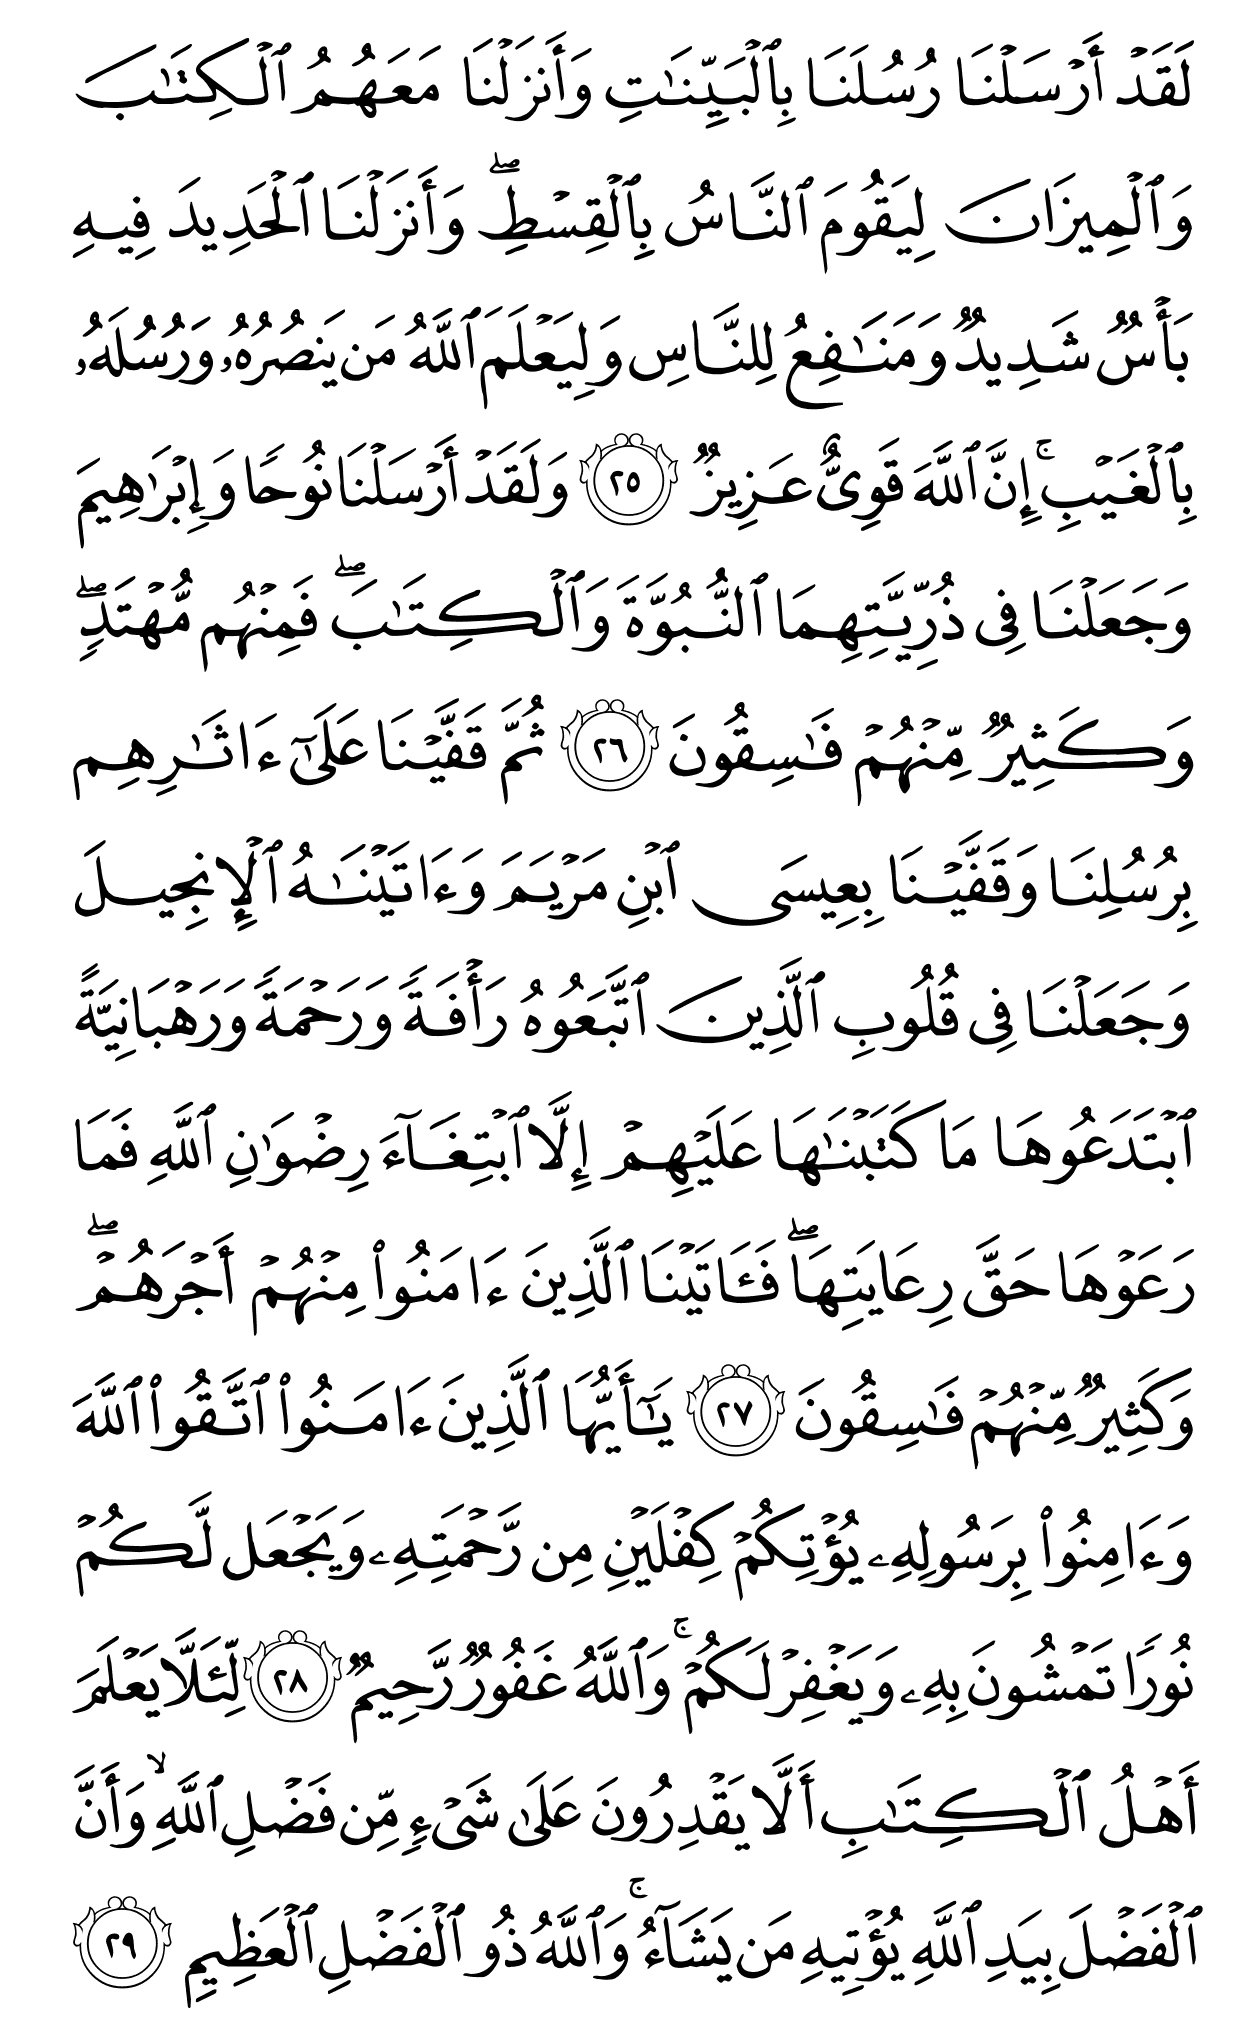 لَقَدۡ أَرۡسَلۡنَا رُسُلَنَا بِٱلۡبَيِّنَٰتِ وَأَنزَلۡنَا مَعَهُمُ ٱلۡكِتَٰبَ
وَٱلۡمِيزَانَ لِيَقُومَ ٱلنَّاسُ بِٱلۡقِسۡطِۖ وَأَنزَلۡنَا ٱلۡحَدِيدَ فِيهِ
بَأۡسٞ شَدِيدٞ وَمَنَٰفِعُ لِلنَّاسِ وَلِيَعۡلَمَ ٱللَّهُ مَن يَنصُرُهُۥ وَرُسُلَهُۥ
بِٱلۡغَيۡبِۚ إِنَّ ٱللَّهَ قَوِيٌّ عَزِيزٞ ٢٥ وَلَقَدۡ أَرۡسَلۡنَا نُوحٗا وَإِبۡرَٰهِيمَ
وَجَعَلۡنَا فِي ذُرِّيَّتِهِمَا ٱلنُّبُوَّةَ وَٱلۡكِتَٰبَۖ فَمِنۡهُم مُّهۡتَدٖۖ
وَكَثِيرٞ مِّنۡهُمۡ فَٰسِقُونَ ٢٦ ثُمَّ قَفَّيۡنَا عَلَىٰٓ ءَاثَٰرِهِم
بِرُسُلِنَا وَقَفَّيۡنَا بِعِيسَى ٱبۡنِ مَرۡيَمَ وَءَاتَيۡنَٰهُ ٱلۡإِنجِيلَ
وَجَعَلۡنَا فِي قُلُوبِ ٱلَّذِينَ ٱتَّبَعُوهُ رَأۡفَةٗ وَرَحۡمَةٗ وَرَهۡبَانِيَّةً
ٱبۡتَدَعُوهَا مَا كَتَبۡنَٰهَا عَلَيۡهِمۡ إِلَّا ٱبۡتِغَآءَ رِضۡوَٰنِ ٱللَّهِ فَمَا
رَعَوۡهَا حَقَّ رِعَايَتِهَاۖ فَـَٔاتَيۡنَا ٱلَّذِينَ ءَامَنُواْ مِنۡهُمۡ أَجۡرَهُمۡۖ
وَكَثِيرٞ مِّنۡهُمۡ فَٰسِقُونَ ٢٧ يَٰٓأَيُّهَا ٱلَّذِينَ ءَامَنُواْ ٱتَّقُواْ ٱللَّهَ
وَءَامِنُواْ بِرَسُولِهِۦ يُؤۡتِكُمۡ كِفۡلَيۡنِ مِن رَّحۡمَتِهِۦ وَيَجۡعَل لَّكُمۡ
نُورٗا تَمۡشُونَ بِهِۦ وَيَغۡفِرۡ لَكُمۡۚ وَٱللَّهُ غَفُورٞ رَّحِيمٞ ٢٨ لِّئَلَّا يَعۡلَمَ
أَهۡلُ ٱلۡكِتَٰبِ أَلَّا يَقۡدِرُونَ عَلَىٰ شَيۡءٖ مِّن فَضۡلِ ٱللَّهِۙ وَأَنَّ
ٱلۡفَضۡلَ بِيَدِ ٱللَّهِ يُؤۡتِيهِ مَن يَشَآءُۚ وَٱللَّهُ ذُو ٱلۡفَضۡلِ ٱلۡعَظِيمِ ٢٩